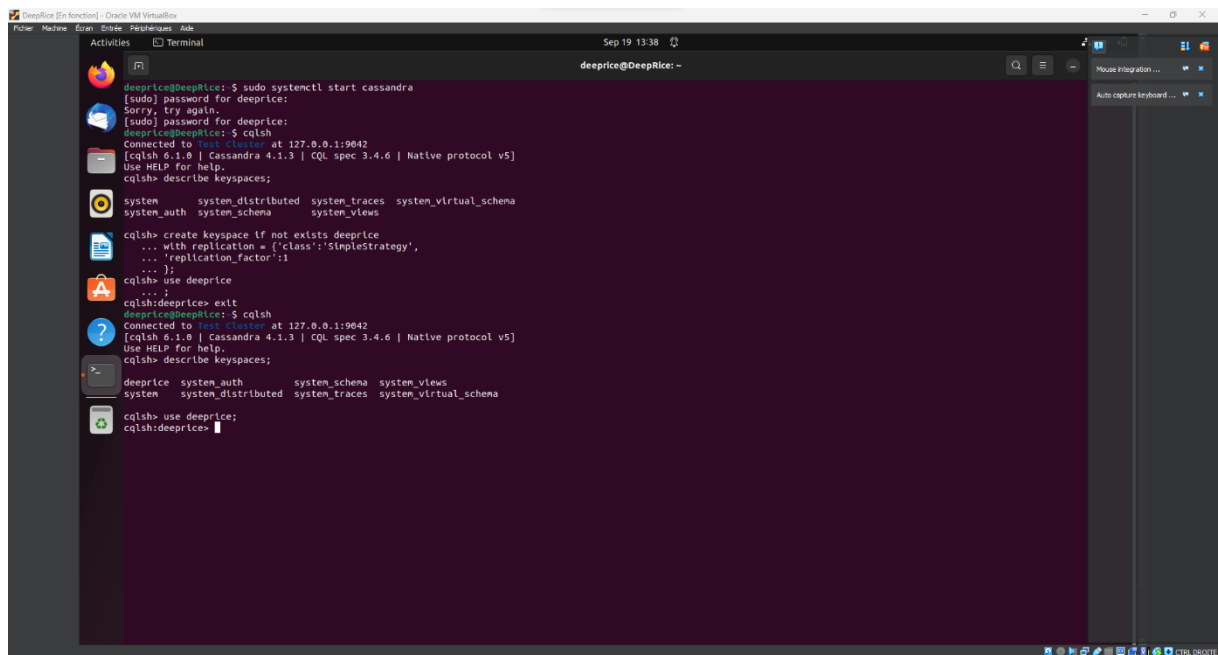 DeepRice [En fonction] - Oracle VM VirtualBox
Fichier Machine Écran Entrée Périphériques Aide
Activities Terminal Sep 19 13:38
deeprice@DeepRice: ~
Mouse integration ...
Auto capture keyboard ...
deeprice@DeepRice:~$ sudo systemctl start cassandra
[sudo] password for deeprice:
Sorry, try again.
[sudo] password for deeprice:
deeprice@DeepRice:~$ cqlsh
Connected to Test Cluster at 127.0.0.1:9042
[cqlsh 6.1.0 | Cassandra 4.1.3 | CQL spec 3.4.6 | Native protocol v5]
Use HELP for help.
cqlsh> describe keyspaces;
system system_distributed system_traces system_virtual_schema
system_auth system_schema system_views
cqlsh> create keyspace if not exists deeprice
... with replication = {'class':'SimpleStrategy',
... 'replication_factor':1
... };
cqlsh> use deeprice
... ;
cqlsh:deeprice> exit
deeprice@DeepRice:~$ cqlsh
Connected to Test Cluster at 127.0.0.1:9042
[cqlsh 6.1.0 | Cassandra 4.1.3 | CQL spec 3.4.6 | Native protocol v5]
Use HELP for help.
cqlsh> describe keyspaces;
deeprice system_auth system_schema system_views
system system_distributed system_traces system_virtual_schema
cqlsh> use deeprice;
cqlsh:deeprice>
CTRL DROITE